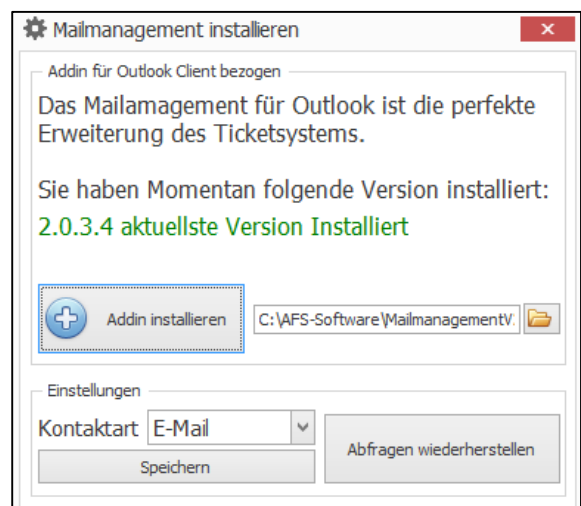 Mailmanagement installieren
Addin für Outlook Client bezogen
Das Mailamagement für Outlook ist die perfekte
Erweiterung des Ticketsystems.
Sie haben Momentan folgende Version installiert:
2.0.3.4 aktuellste Version Installiert
Addin installieren
C:\AFS-Software\MailmanagementV
Einstellungen
Kontaktart E-Mail
Abfragen wiederherstellen
Speichern